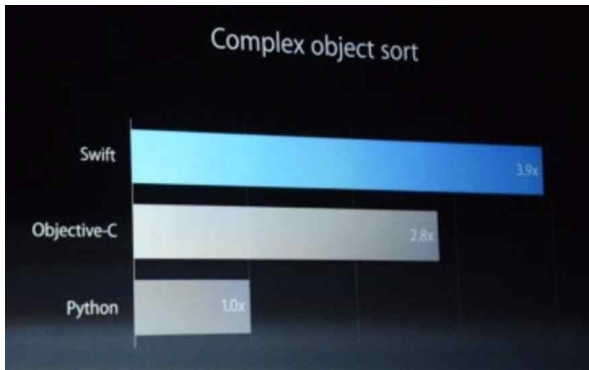 Complex object sort
Swift 3.9x
Objective-C 2.8x
Python 1.0x